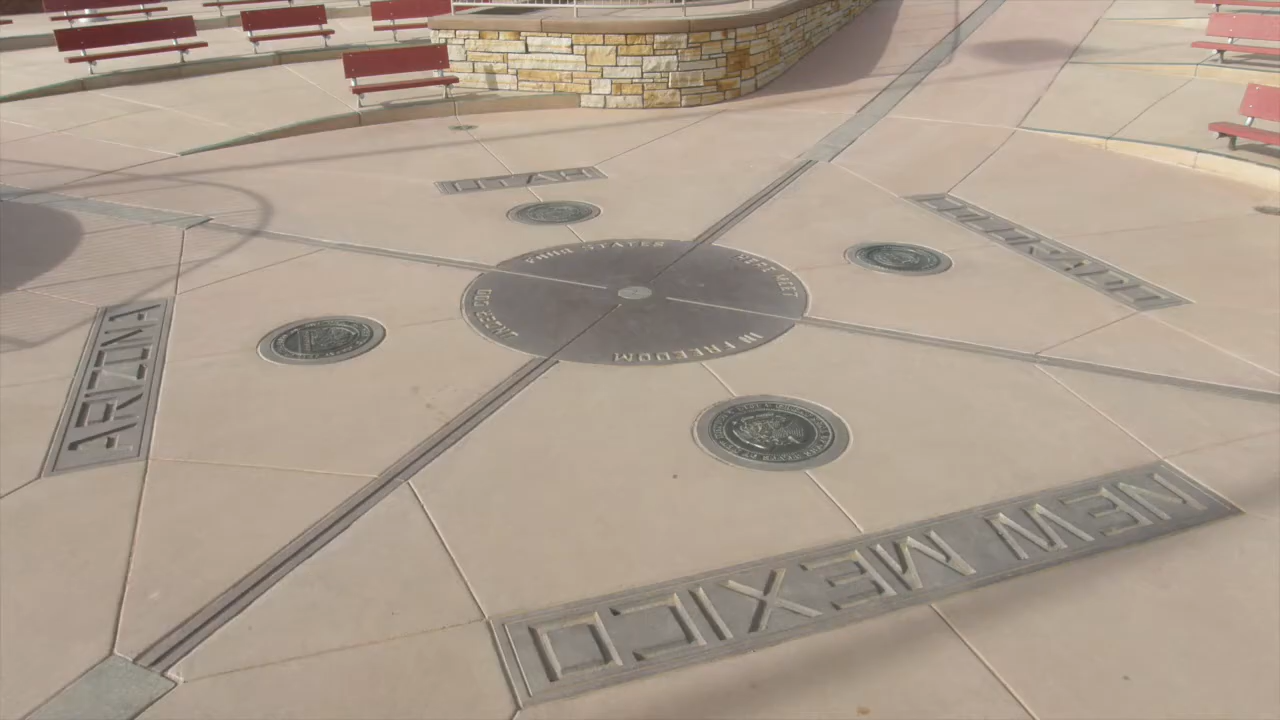 UTAH
COLORADO
ARIZONA
NEW MEXICO
FOUR STATES
HERE MEET
IN FREEDOM
UNDER GOD